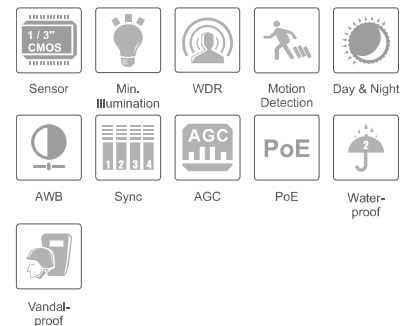 1 / 3"
CMOS
Sensor
Min.
Illumination
WDR
Motion
Detection
Day & Night
AWB
1 2 3 4
Sync
AGC
AGC
PoE
PoE
2
Water-
proof
Vandal-
proof